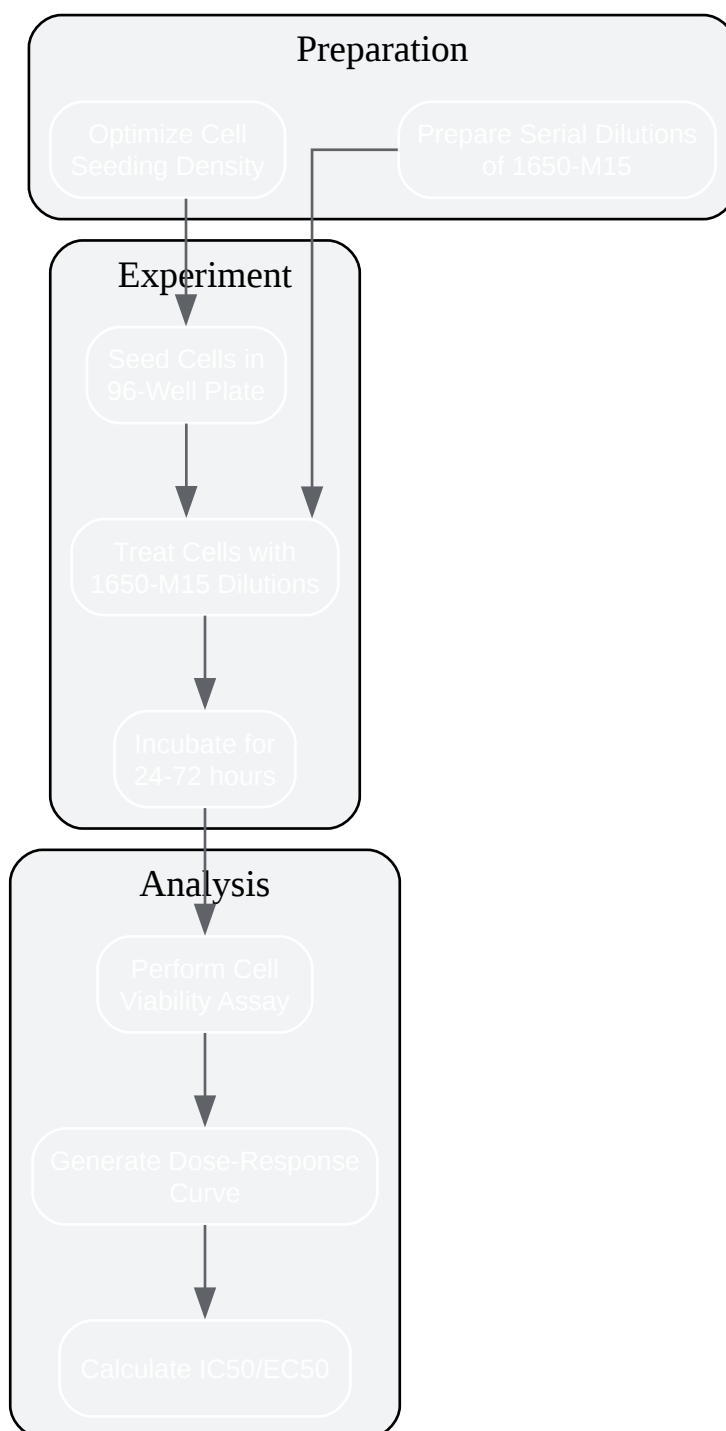 Preparation
Optimize Cell
Seeding Density
Prepare Serial Dilutions
of 1650-M15
Experiment
Seed Cells in
96-Well Plate
Treat Cells with
1650-M15 Dilutions
Incubate for
24-72 hours
Analysis
Perform Cell
Viability Assay
Generate Dose-Response
Curve
Calculate IC50/EC50